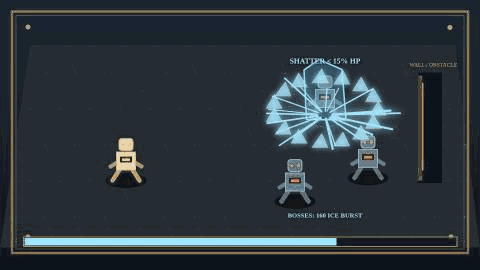 SHATTER < 15% HP
WALL / OBSTACLE
BOSSES: 160 ICE BURST